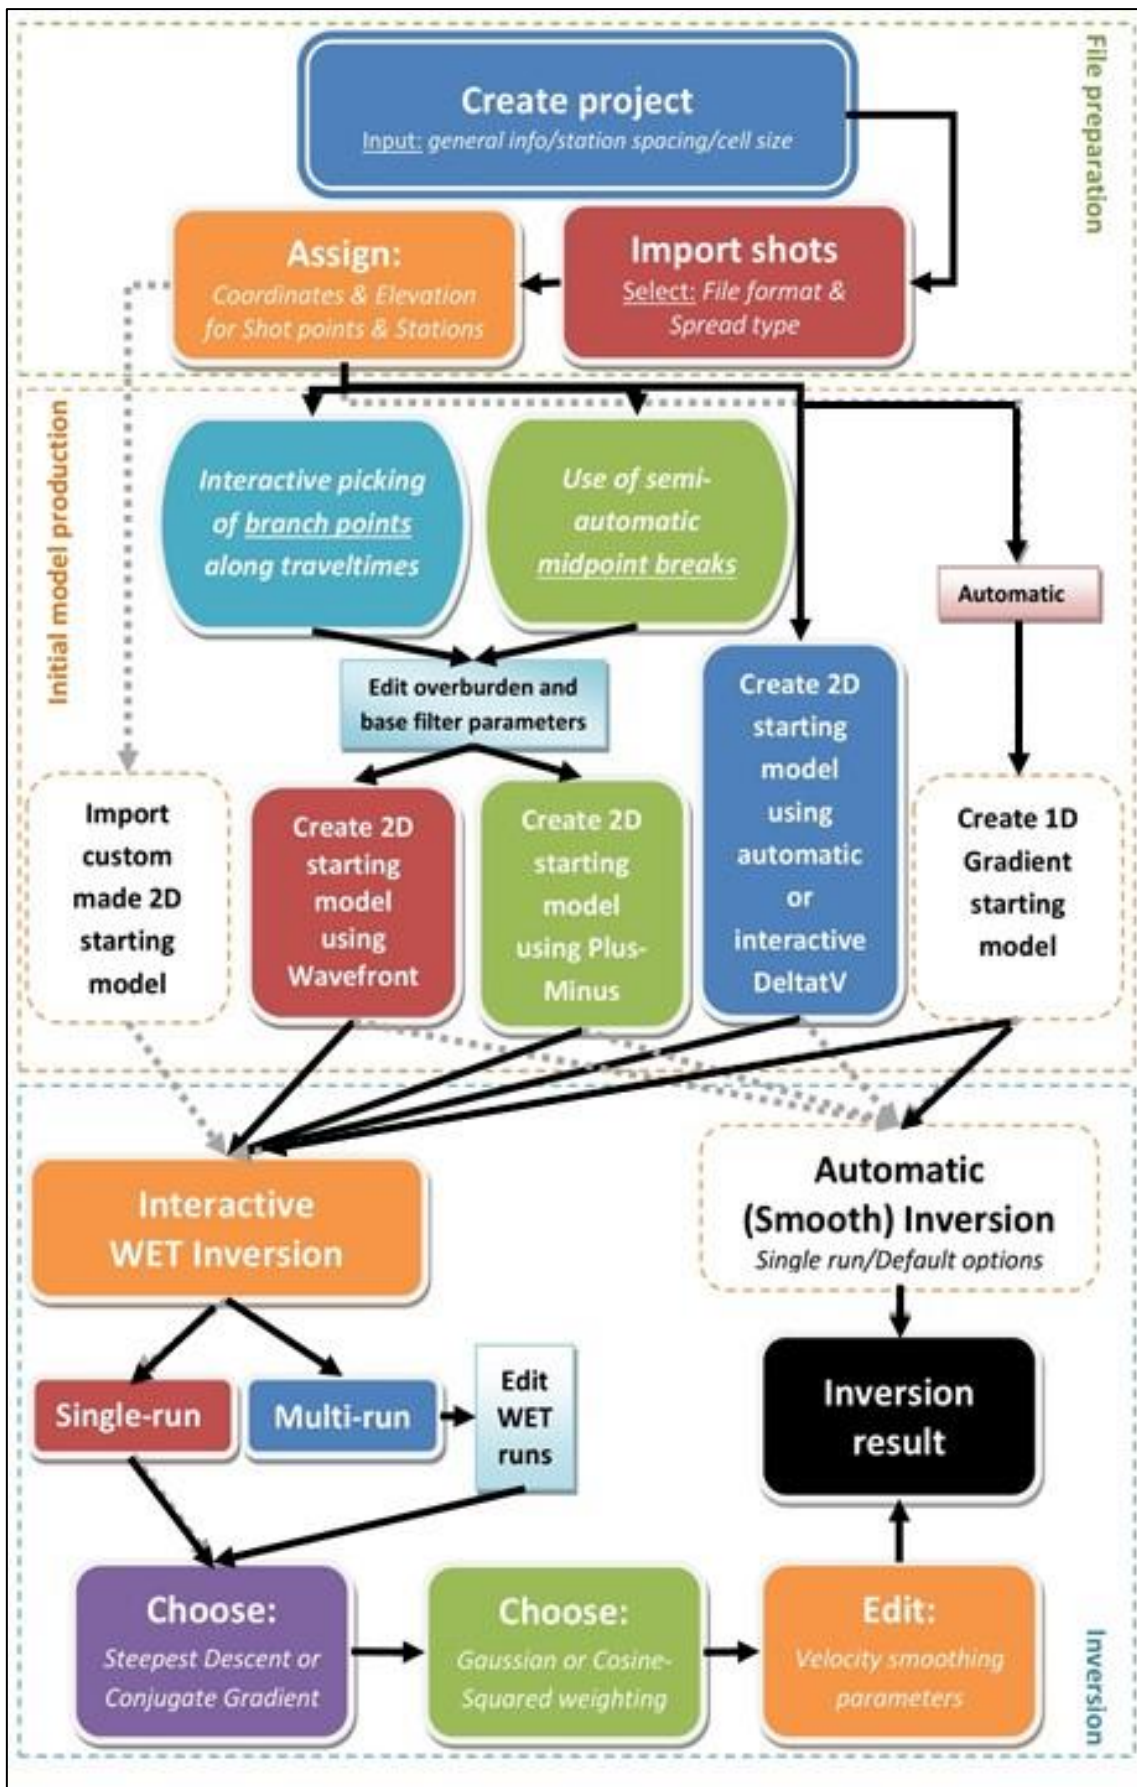 File preparation
Create project
Input: general info/station spacing/cell size
Assign:
Coordinates & Elevation
for Shot points & Stations
Import shots
Select: File format &
Spread type
Initial model production
Interactive picking
of branch points
along traveltimes
Use of semi-
automatic
midpoint breaks
Automatic
Edit overburden and
base filter parameters
Import
custom
made 2D
starting
model
Create 2D
starting
model
using
Wavefront
Create 2D
starting
model
using Plus-
Minus
Create 2D
starting
model
using
automatic
or
interactive
DeltatV
Create 1D
Gradient
starting
model
Interactive
WET Inversion
Automatic
(Smooth) Inversion
Single run/Default options
Single-run
Multi-run
Edit
WET
runs
Inversion
result
Choose:
Steepest Descent or
Conjugate Gradient
Choose:
Gaussian or Cosine-
Squared weighting
Edit:
Velocity smoothing
parameters
Inversion